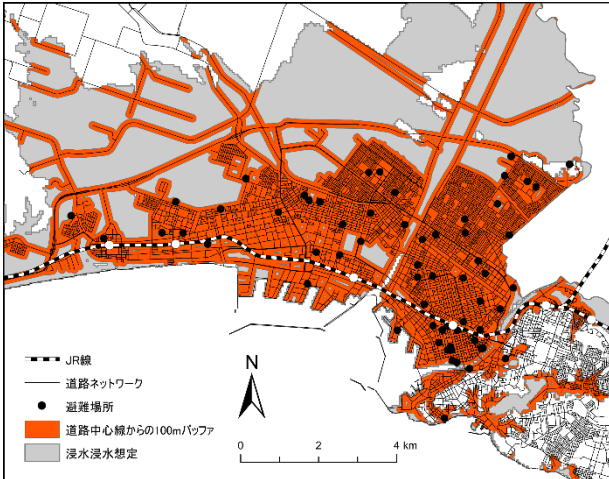 JR線
道路ネットワーク
避難場所
道路中心線からの100mバッファ
浸水浸水想定
N
0 2 4 km